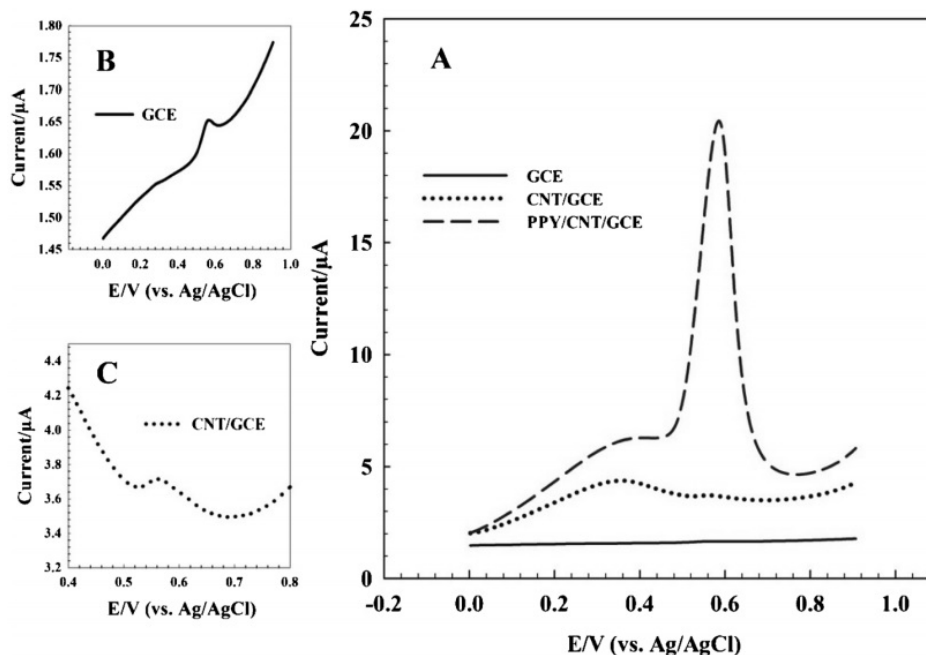 B
GCE
Current/µA
1.80
1.75
1.70
1.65
1.60
1.55
1.50
1.45
0.0 0.2 0.4 0.6 0.8 1.0
E/V (vs. Ag/AgCl)
C
CNT/GCE
Current/µA
4.4
4.2
4.0
3.8
3.6
3.4
3.2
0.4 0.5 0.6 0.7 0.8
E/V (vs. Ag/AgCl)
A
GCE
CNT/GCE
PPY/CNT/GCE
Current/µA
25
20
15
10
5
0
-0.2 0.0 0.2 0.4 0.6 0.8 1.0
E/V (vs. Ag/AgCl)